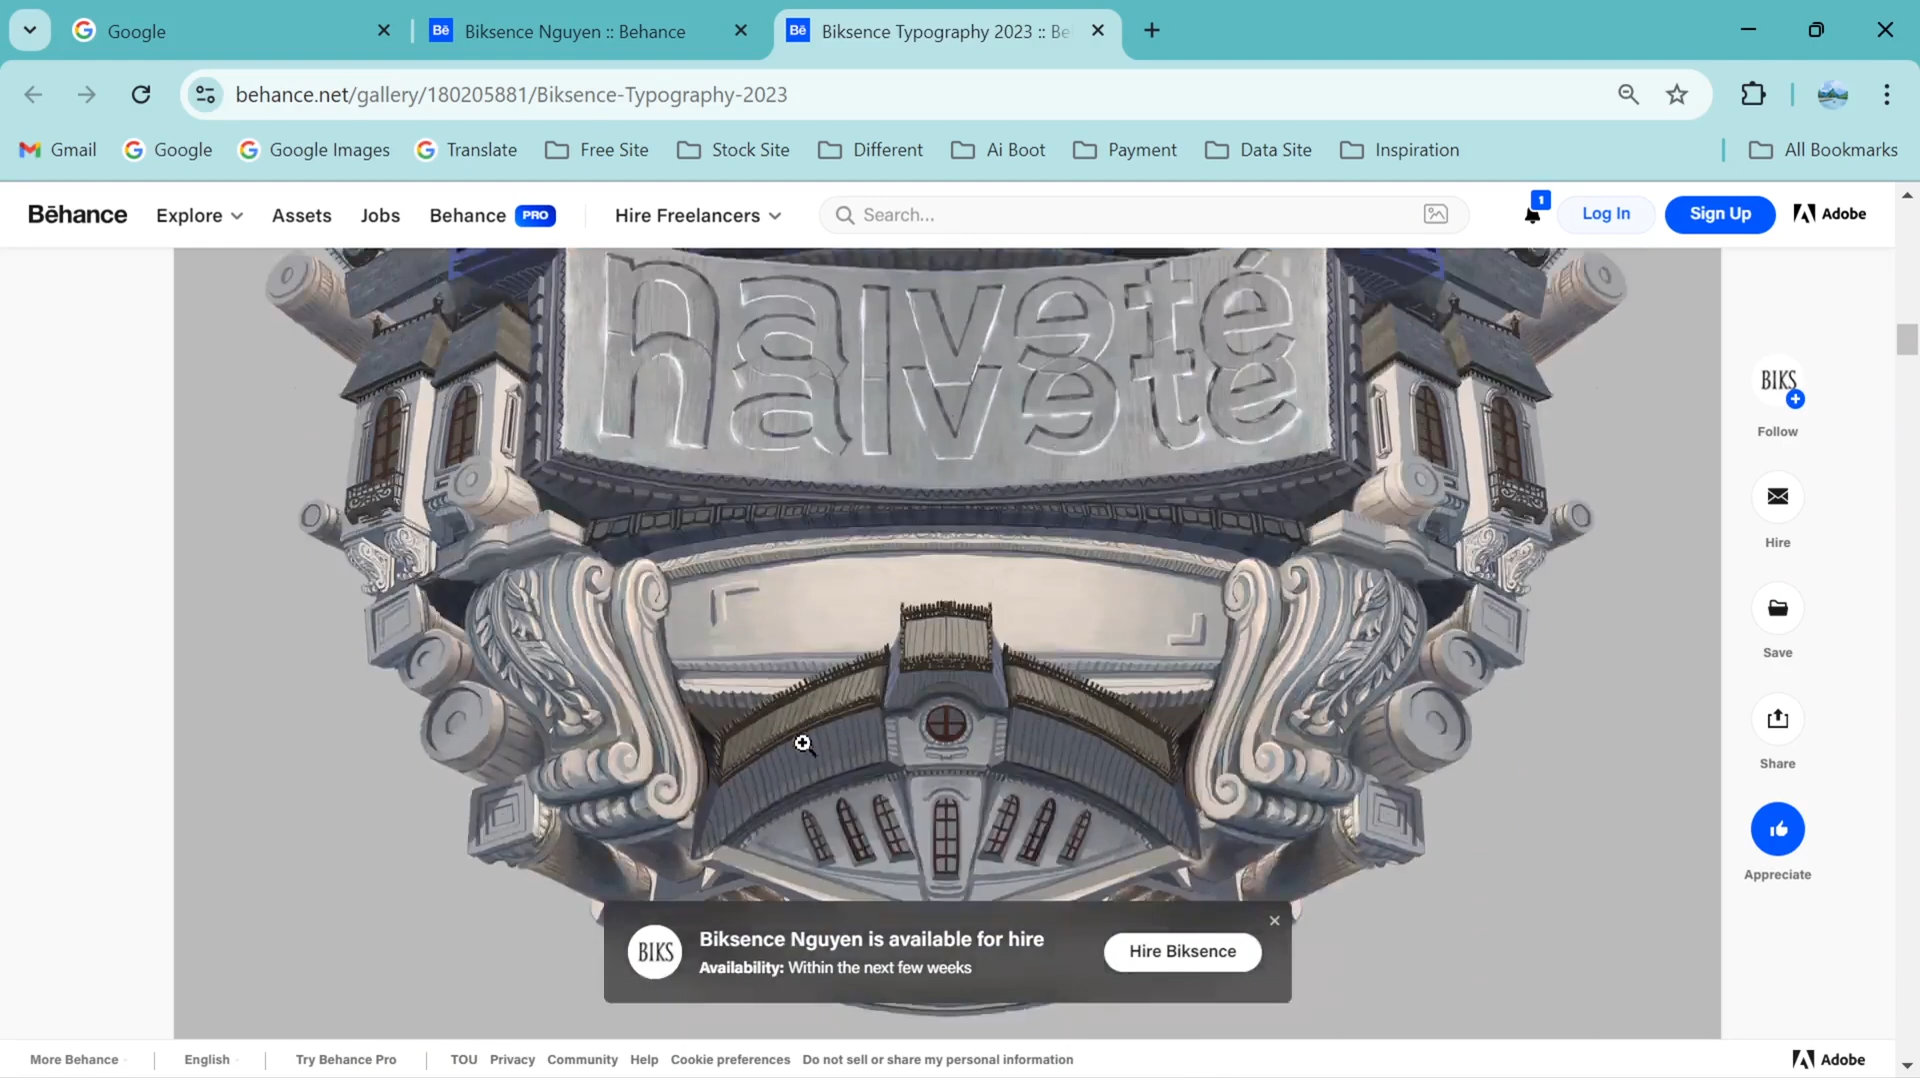 Google
Bē Biksence Nguyen :: Behance
Bē Biksence Typography 2023 :: Be
behance.net/gallery/180205881/Biksence-Typography-2023
Gmail
Google
Google Images
Translate
Free Site
Stock Site
Different
Ai Boot
Payment
Data Site
Inspiration
All Bookmarks
Bēhance
Explore
Assets
Jobs
Behance PRO
Hire Freelancers
Search...
1
Log In
Sign Up
Adobe
naiveté
naivete
BIKS
Follow
Hire
Save
Share
Appreciate
BIKS
Biksence Nguyen is available for hire
Availability: Within the next few weeks
Hire Biksence
More Behance
English
Try Behance Pro
TOU
Privacy
Community
Help
Cookie preferences
Do not sell or share my personal information
Adobe